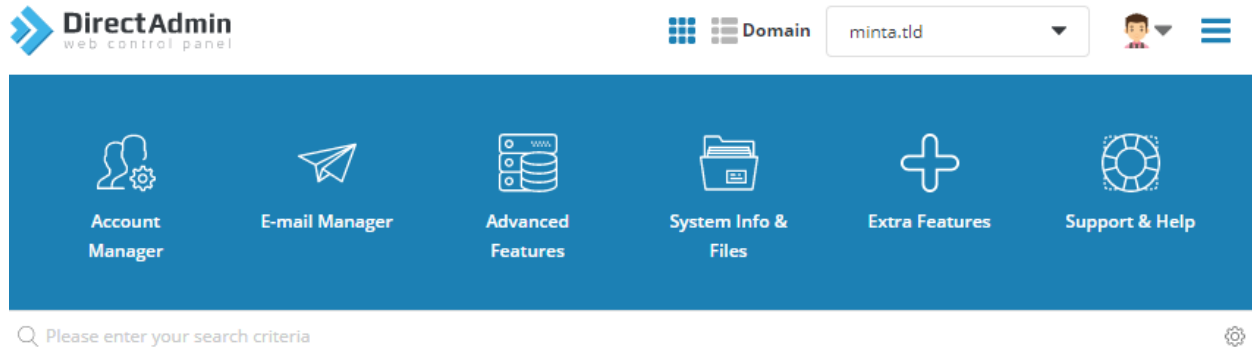 DirectAdmin
web control panel
Domain
minta.tld
Account
Manager
E-mail Manager
Advanced
Features
System Info &
Files
Extra Features
Support & Help
Please enter your search criteria